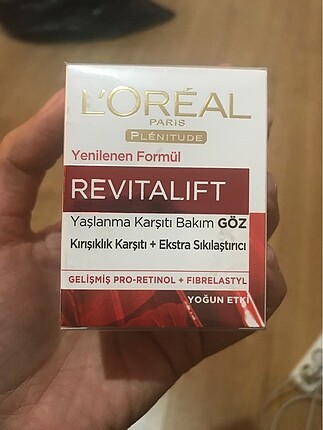 L'ORÉAL
PARIS
PLÉNITUDE
Yenilenen Formül
REVITALIFT
Yaşlanma Karşıtı Bakım GÖZ
Kırışıklık Karşıtı + Ekstra Sıkılaştırıcı
GELİŞMİŞ PRO-RETINOL + FIBRELASTYL
YOĞUN ETKİ